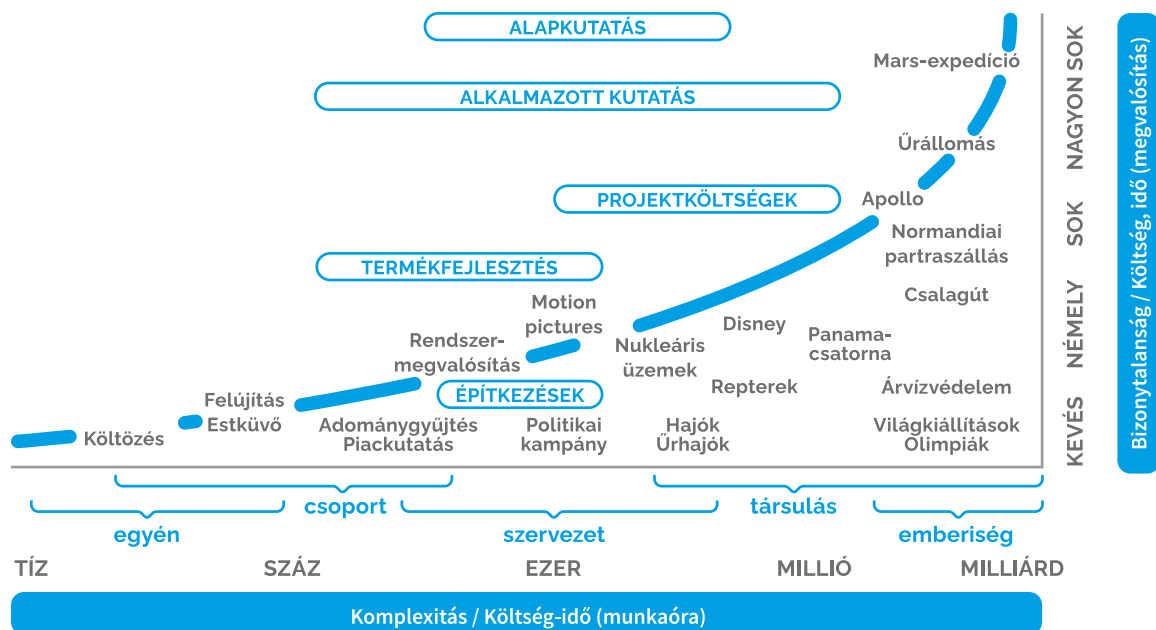 ALAPKUTATÁS
Mars-expedíció
ALKALMAZOTT KUTATÁS
Űrállomás
PROJEKTKÖLTSÉGEK
Apollo
Normandiai
partraszállás
TERMÉKFEJLESZTÉS
Csalagút
Motion
pictures
Disney
Panama-
csatorna
Rendszer-
megvalósítás
Nukleáris
üzemek
Repterek
Árvízvédelem
ÉPÍTKEZÉSEK
Felújítás
Estküvő
Költözés
Adománygyűjtés
Piackutatás
Politikai
kampány
Hajók
Űrhajók
Világkiállítások
Olimpiák
NAGYON SOK
SOK
NÉMELY
KEVÉS
Bizonytalanság / Költség, idő (megvalósítás)
csoport
társulás
egyén
szervezet
emberiség
TÍZ
SZÁZ
EZER
MILLIÓ
MILLIÁRD
Komplexitás / Költség-idő (munkaóra)